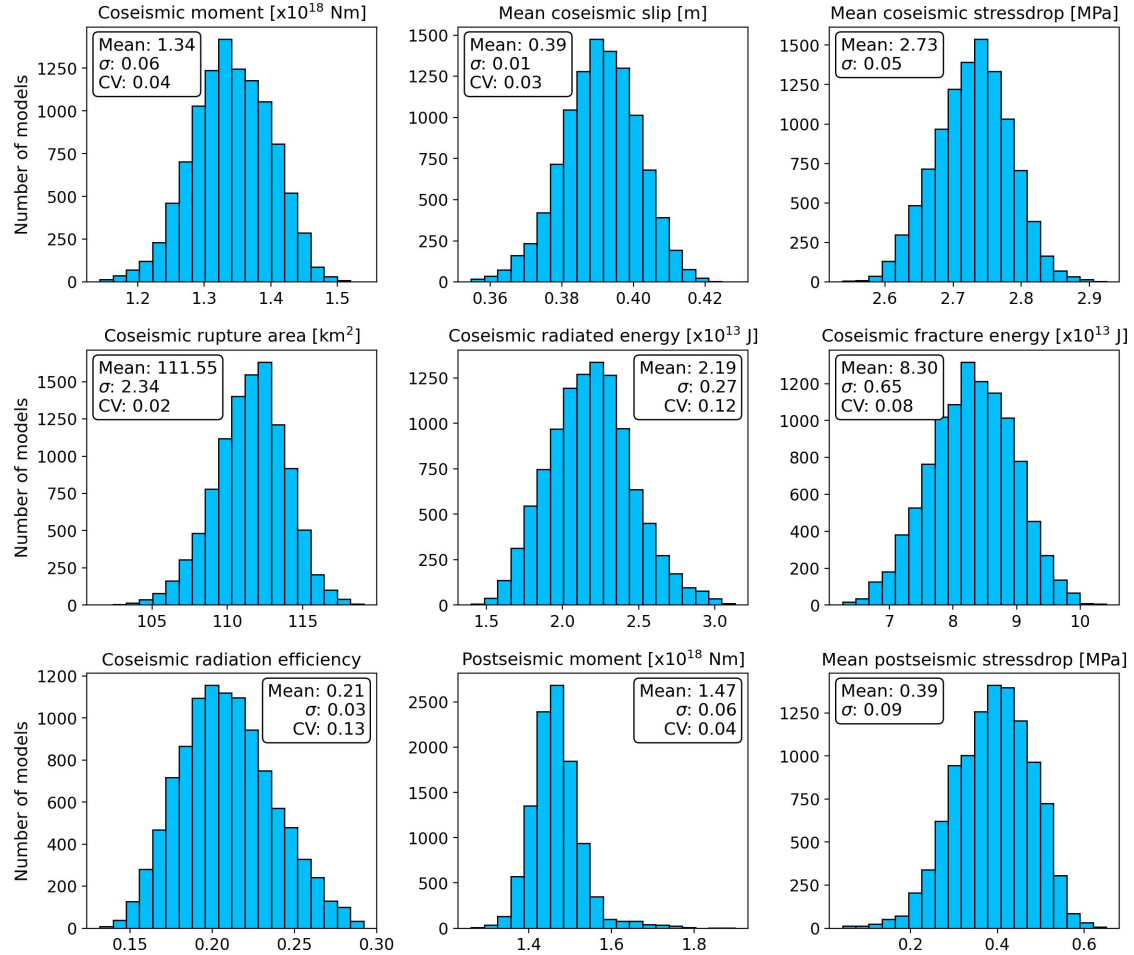 Coseismic moment [x10¹⁸ Nm]
Mean: 1.34
σ: 0.06
CV: 0.04
Number of models
1250
1000
750
500
250
0
1.2 1.3 1.4 1.5
Mean coseismic slip [m]
Mean: 0.39
σ: 0.01
CV: 0.03
1500
1250
1000
750
500
250
0
0.36 0.38 0.40 0.42
Mean coseismic stressdrop [MPa]
Mean: 2.73
σ: 0.05
1500
1250
1000
750
500
250
0
2.6 2.7 2.8 2.9
Coseismic rupture area [km²]
Mean: 111.55
σ: 2.34
CV: 0.02
Number of models
1500
1250
1000
750
500
250
0
105 110 115
Coseismic radiated energy [x10¹³ J]
Mean: 2.19
σ: 0.27
CV: 0.12
1250
1000
750
500
250
0
1.5 2.0 2.5 3.0
Coseismic fracture energy [x10¹³ J]
Mean: 8.30
σ: 0.65
CV: 0.08
1200
1000
800
600
400
200
0
7 8 9 10
Coseismic radiation efficiency
Mean: 0.21
σ: 0.03
CV: 0.13
Number of models
1200
1000
800
600
400
200
0
0.15 0.20 0.25 0.30
Postseismic moment [x10¹⁸ Nm]
Mean: 1.47
σ: 0.06
CV: 0.04
2500
2000
1500
1000
500
0
1.4 1.6 1.8
Mean postseismic stressdrop [MPa]
Mean: 0.39
σ: 0.09
1250
1000
750
500
250
0
0.2 0.4 0.6